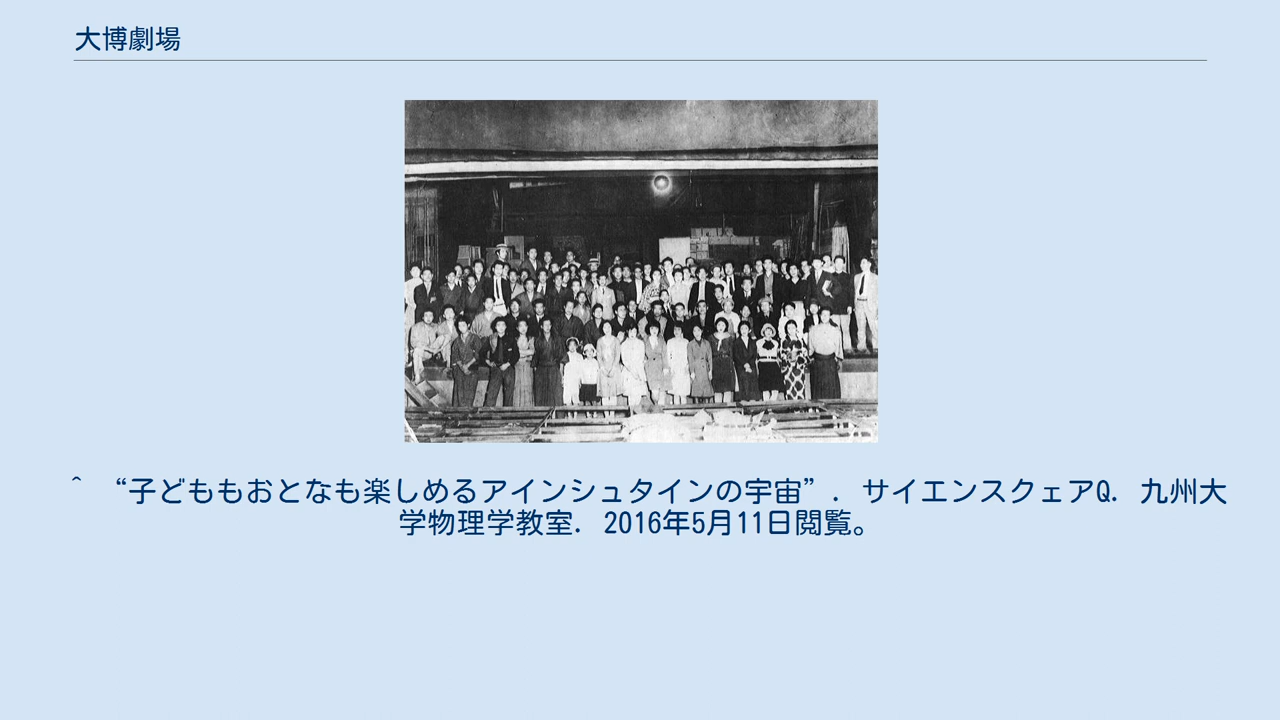 大博劇場
^ “子どももおとなも楽しめるアインシュタインの宇宙”. サイエンスクェアQ. 九州大
学物理学教室. 2016年5月11日閲覧。